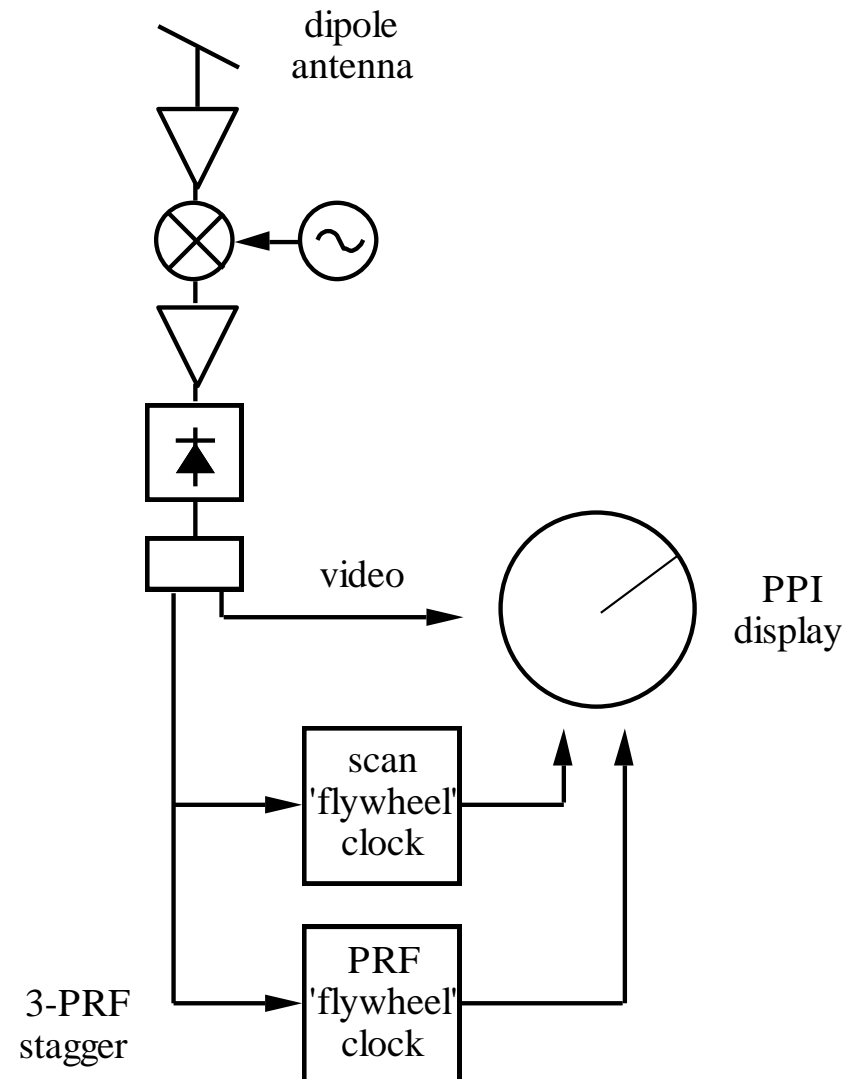 dipole
antenna
video
PPI
display
scan
'flywheel'
clock
PRF
'flywheel'
clock
3-PRF
stagger